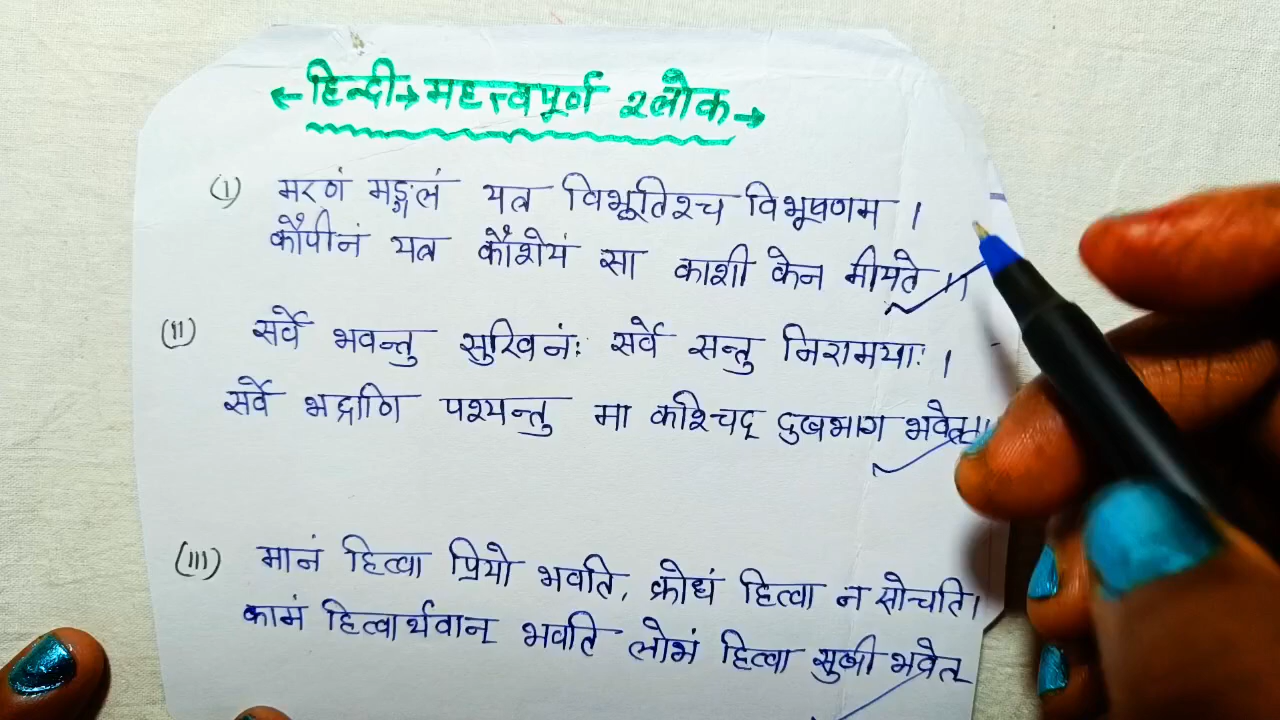 ←हिन्दी→महत्त्वपूर्ण श्लोक→
(I) मरणं मङ्गलं यत्र विभूतिश्च विभूषणम ।
कौपीनं यत्र कौशेयं सा काशी केन मीयते ॥
(II) सर्वे भवन्तु सुखिनंः सर्वे सन्तु निरामयाः ।
सर्वे भद्राणि पश्यन्तु मा कश्चिद् दुखभाग भवेत्॥
(III) मानं हित्वा प्रियो भवति, क्रोधं हित्वा न सोचति।
कामं हित्वार्थवान् भवति लोभं हित्वा सुखी भवेत्